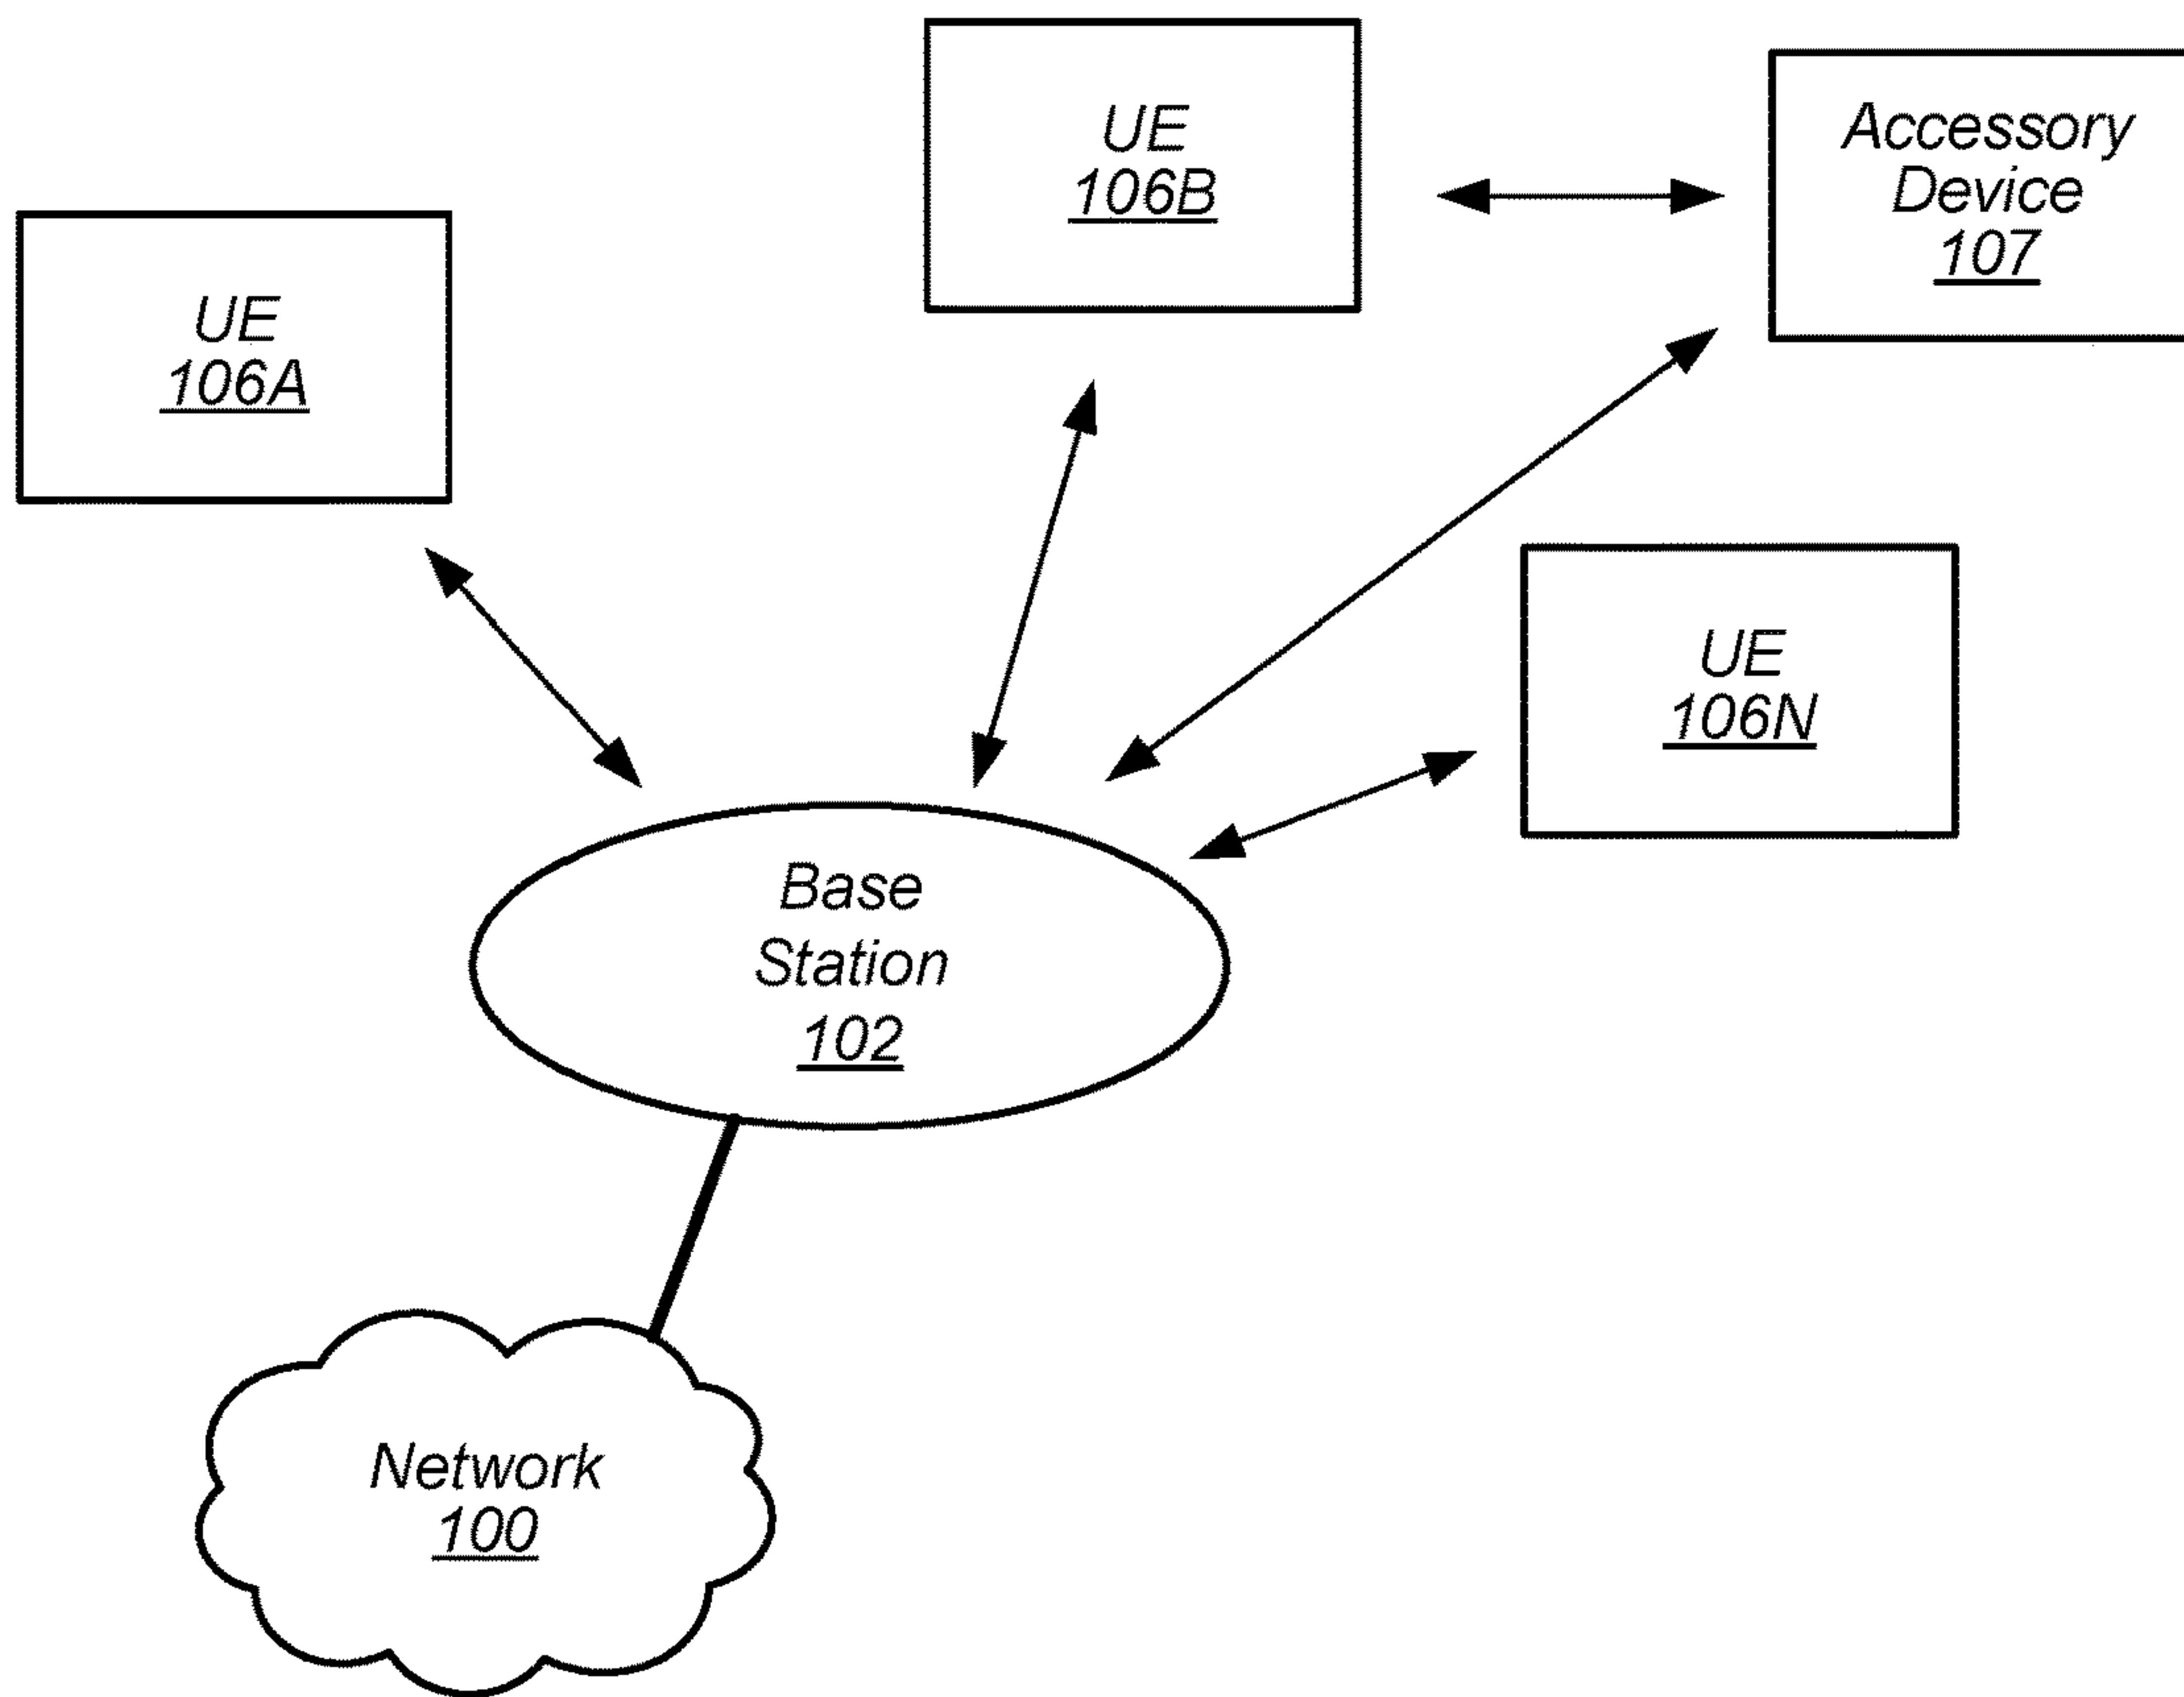 UE
106B
Accessory
Device
107
UE
106A
UE
106N
Base
Station
102
Network
100